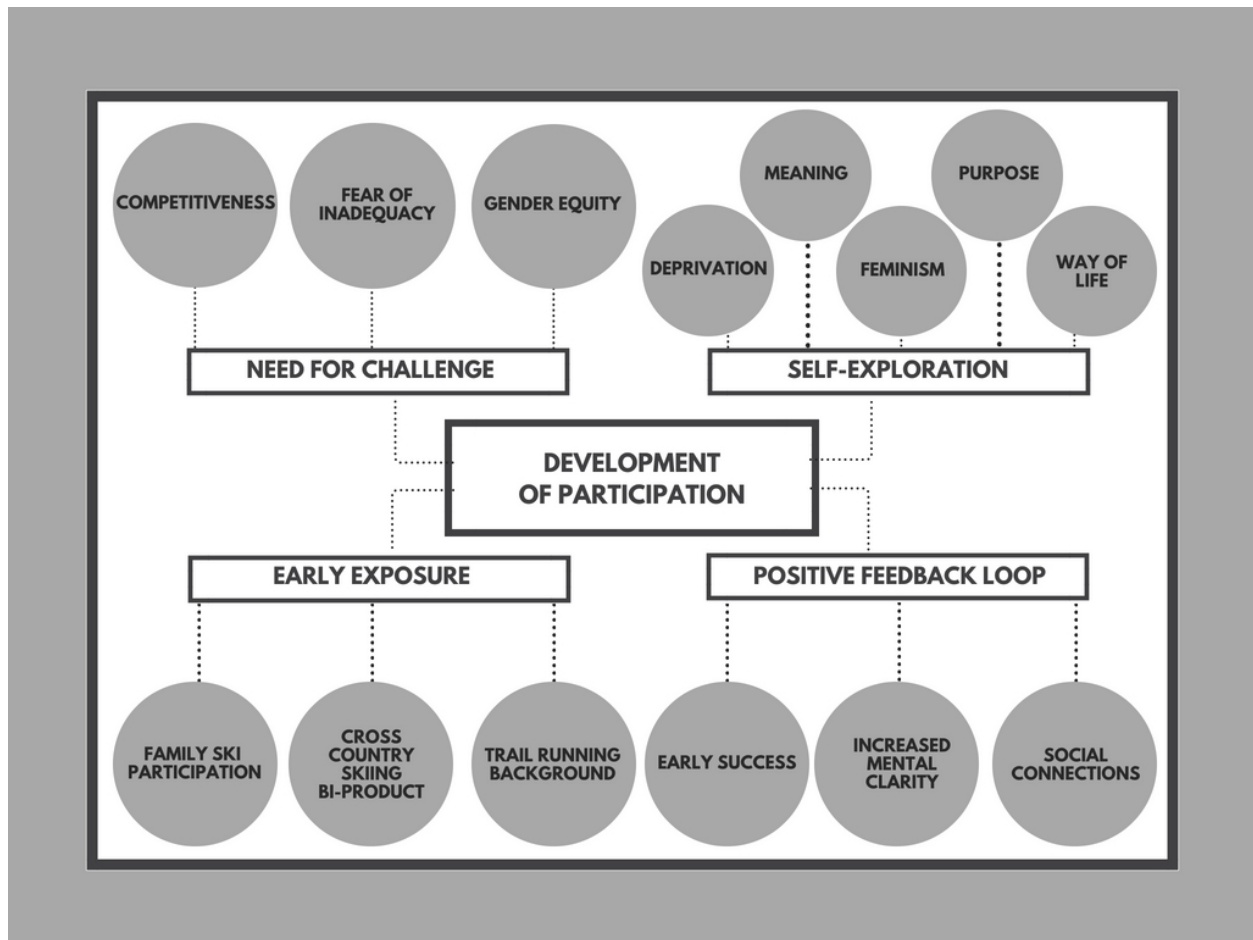 COMPETITIVENESS
FEAR OF
INADEQUACY
GENDER EQUITY
NEED FOR CHALLENGE
MEANING
PURPOSE
DEPRIVATION
FEMINISM
WAY OF
LIFE
SELF-EXPLORATION
DEVELOPMENT
OF PARTICIPATION
EARLY EXPOSURE
FAMILY SKI
PARTICIPATION
CROSS
COUNTRY
SKIING
BI-PRODUCT
TRAIL RUNNING
BACKGROUND
POSITIVE FEEDBACK LOOP
EARLY SUCCESS
INCREASED
MENTAL
CLARITY
SOCIAL
CONNECTIONS